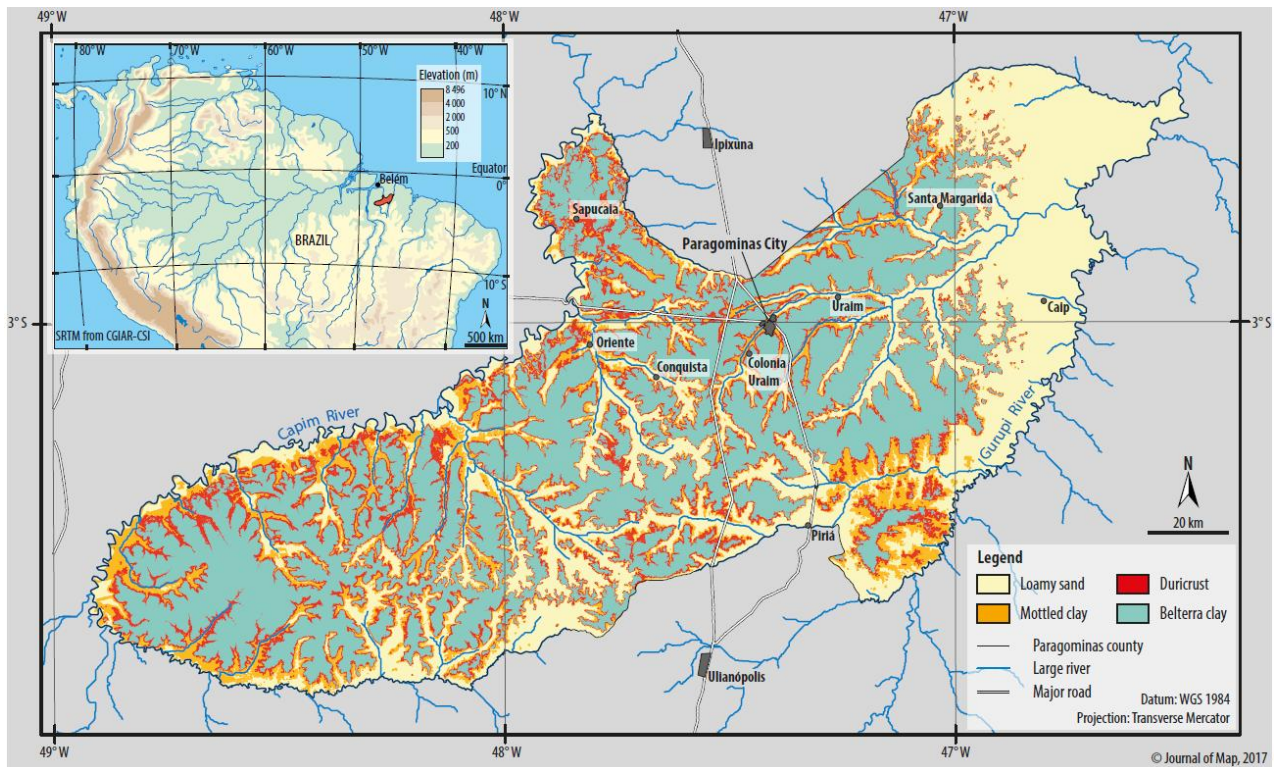 49°W
48°W
47°W
80°W
70°W
60°W
50°W
40°W
Elevation (m)
8 496
4 000
2 000
500
200
10°N
Equator
0°
Belém
BRAZIL
10°S
N
500 km
SRTM from CGIAR-CSI
Ipixuna
Sapucaia
Santa Margarida
Paragominas City
Uraim
Caip
3°S
3°S
Oriente
Conquista
Colonia
Uraim
Capim River
Gurupi River
N
20 km
Piriá
Ulianópolis
Legend
Loamy sand
Duricrust
Mottled clay
Belterra clay
Paragominas county
Large river
Major road
Datum: WGS 1984
Projection: Transverse Mercator
49°W
48°W
47°W
© Journal of Map, 2017